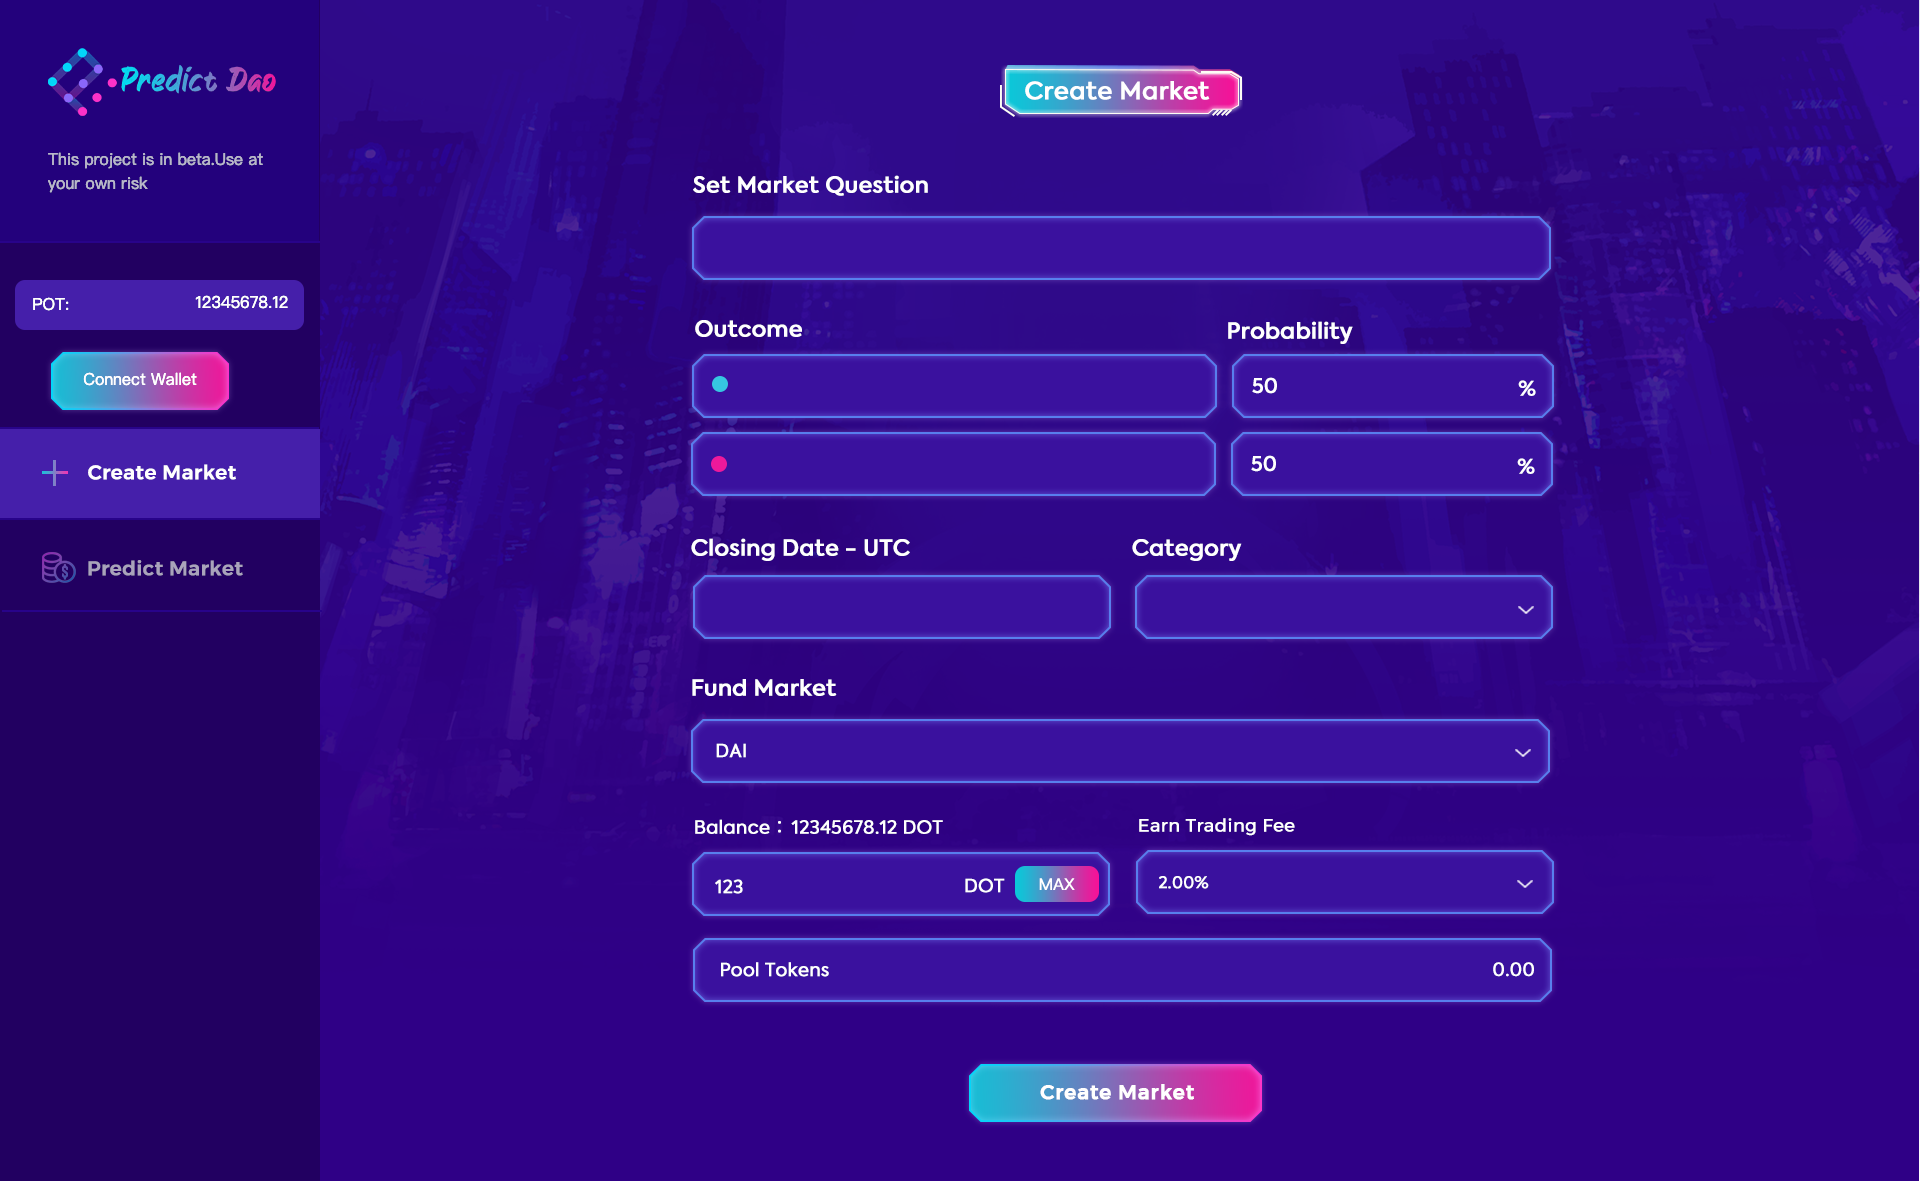 Predict Dao
This project is in beta.Use at
your own risk
POT: 12345678.12
Connect Wallet
Create Market
Predict Market
Create Market
Set Market Question
Outcome Probability
50 %
50 %
Closing Date - UTC Category
Fund Market
DAI
Balance：12345678.12 DOT Earn Trading Fee
123 DOT MAX 2.00%
Pool Tokens 0.00
Create Market